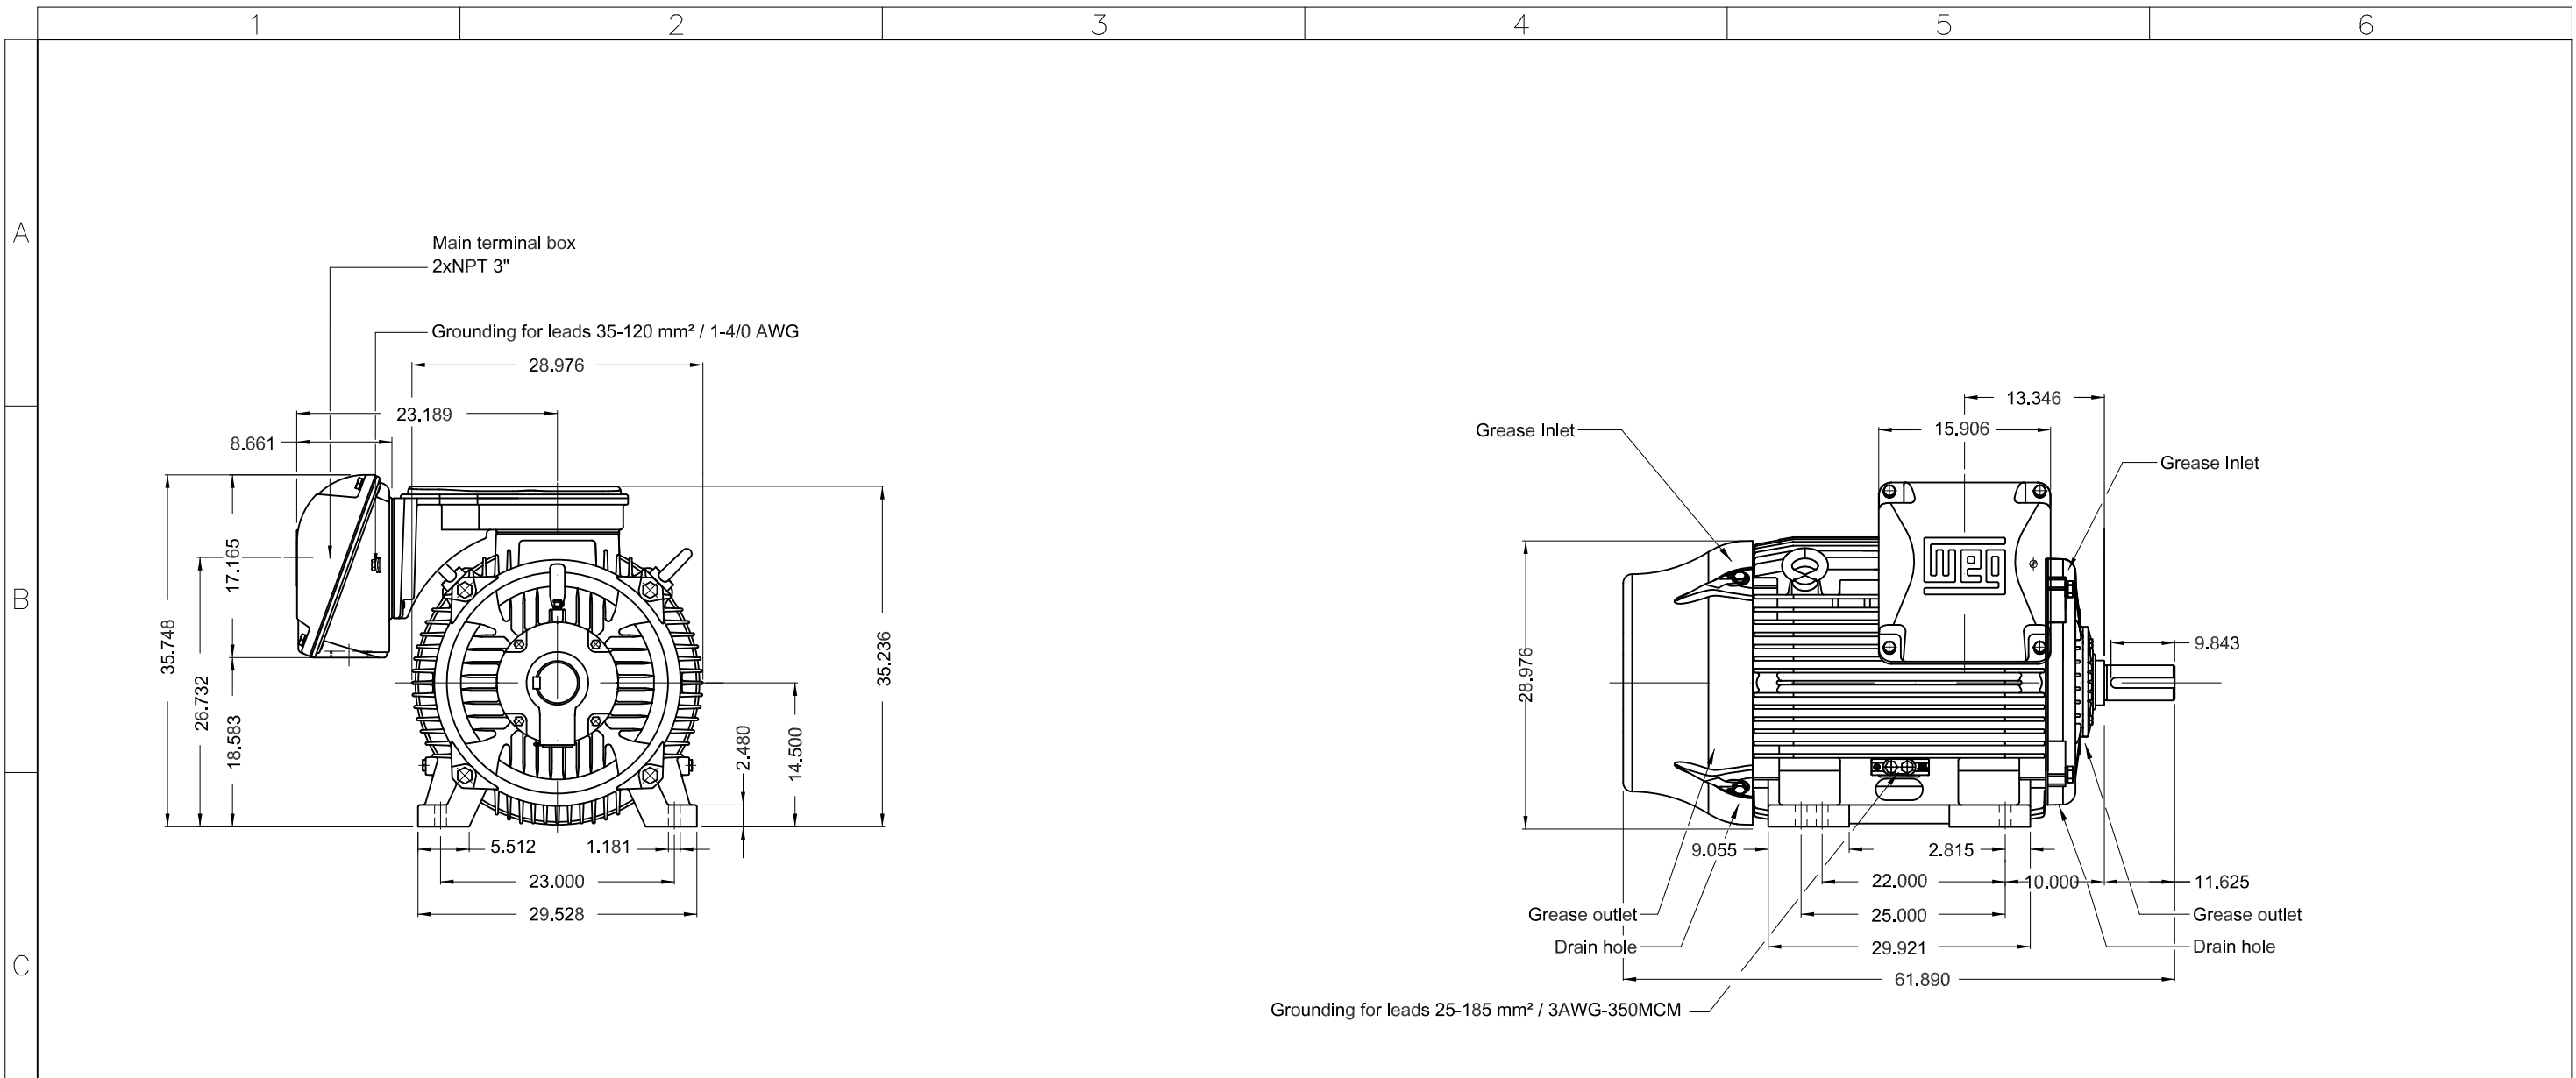 1
2
3
4
5
6
A
B
C
Main terminal box
2xNPT 3"
Grounding for leads 35-120 mm² / 1-4/0 AWG
28.976
23.189
8.661
35.748
26.732
17.165
18.583
35.236
14.500
2.480
5.512
1.181
23.000
29.528
13.346
15.906
Grease Inlet
Grease Inlet
weg
28.976
9.843
9.055
2.815
22.000
10.000
11.625
25.000
29.921
61.890
Grease outlet
Drain hole
Grease outlet
Drain hole
Grounding for leads 25-185 mm² / 3AWG-350MCM